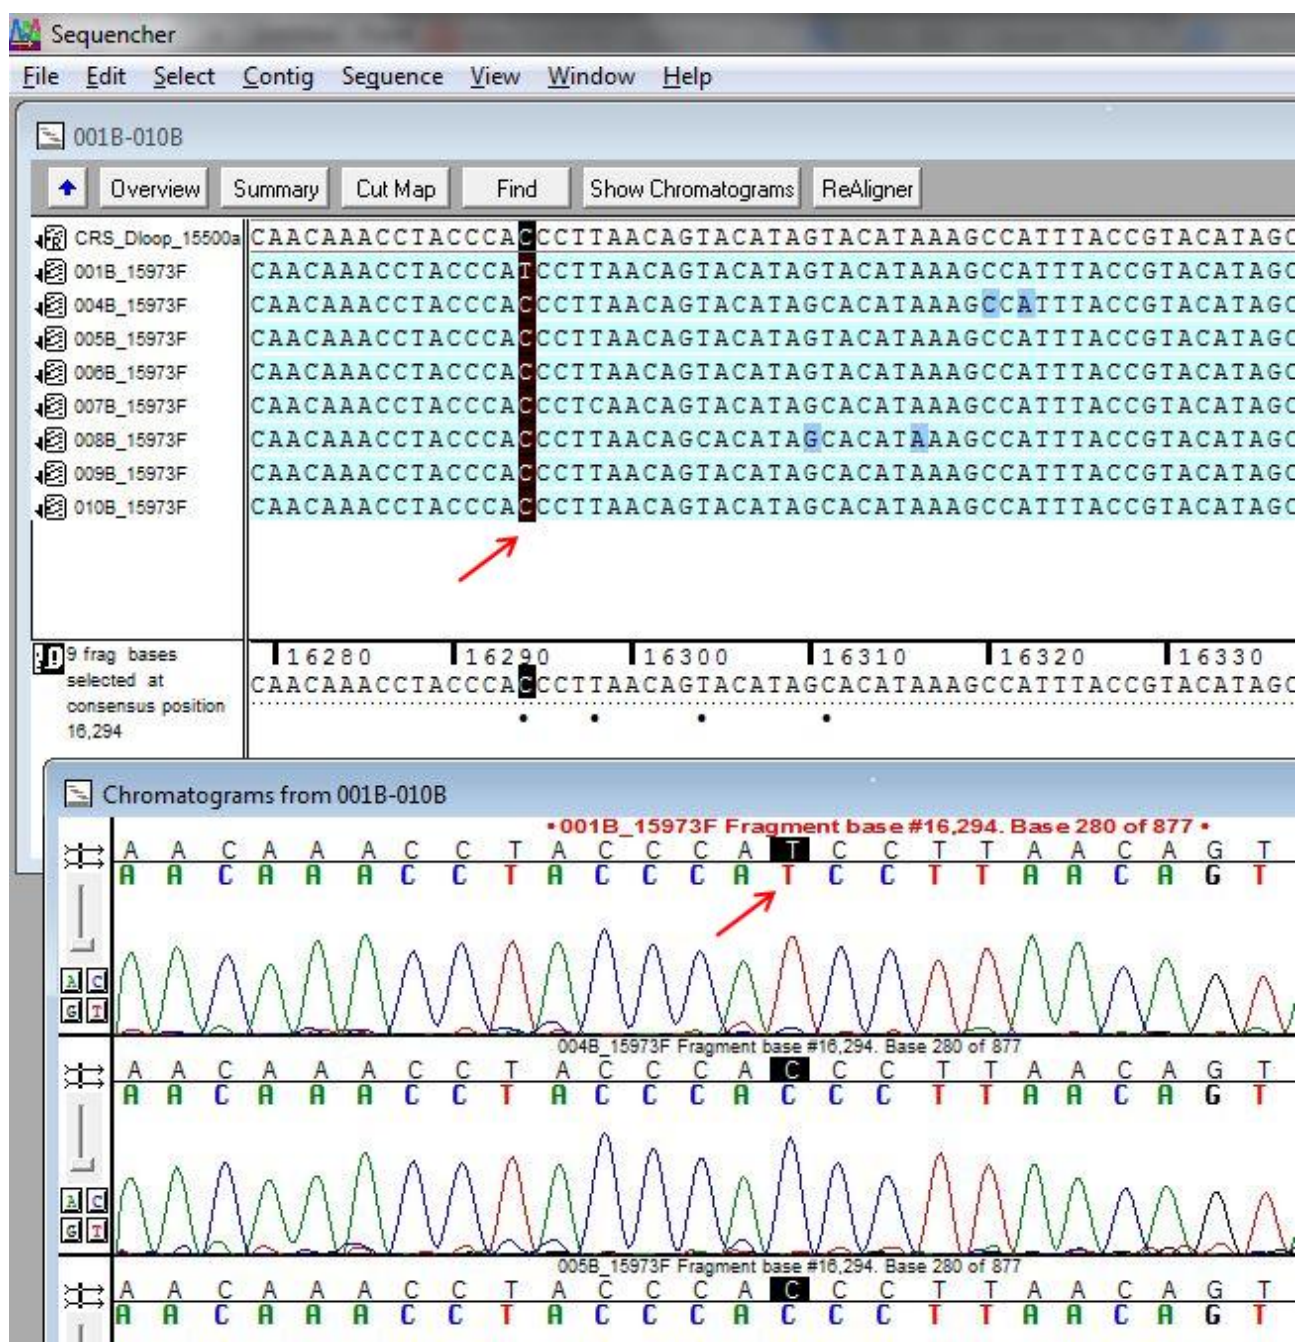 Sequencher
File Edit Select Contig Sequence View Window Help
001B-010B
Overview Summary Cut Map Find Show Chromatograms ReAligner
CRS_Dloop_15500a CAACAAACCTACCCACCCTTAACAGTACATAGTACATAAAGCCATTTACCGTACATAGC
001B_15973F CAACAAACCTACCCATCCTTAACAGTACATAGTACATAAAGCCATTTACCGTACATAGC
004B_15973F CAACAAACCTACCCACCCTTAACAGTACATAGCACATAAAGCCATTTACCGTACATAGC
005B_15973F CAACAAACCTACCCACCCTTAACAGTACATAGTACATAAAGCCATTTACCGTACATAGC
006B_15973F CAACAAACCTACCCACCCTTAACAGTACATAGTACATAAAGCCATTTACCGTACATAGC
007B_15973F CAACAAACCTACCCACCCTCAACAGTACATAGCACATAAAGCCATTTACCGTACATAGC
008B_15973F CAACAAACCTACCCACCCTTAACAGCACATAGCACATAAAGCCATTTACCGTACATAGC
009B_15973F CAACAAACCTACCCACCCTTAACAGTACATAGCACATAAAGCCATTTACCGTACATAGC
010B_15973F CAACAAACCTACCCACCCTTAACAGTACATAGCACATAAAGCCATTTACCGTACATAGC
9 frag bases
selected at
consensus position
16,294
16280 16290 16300 16310 16320 16330
CAACAAACCTACCCACCCTTAACAGTACATAGCACATAAAGCCATTTACCGTACATAGC
Chromatograms from 001B-010B
•001B_15973F Fragment base #16,294. Base 280 of 877 •
A A C A A A C C T A C C C A T C C T T A A C A G T
A A C A A A C C T A C C C A T C C T T A A C A G T
A C
G T
004B_15973F Fragment base #16,294. Base 280 of 877
A A C A A A C C T A C C C A C C C T T A A C A G T
A A C A A A C C T A C C C A C C C T T A A C A G T
A C
G T
005B_15973F Fragment base #16,294. Base 280 of 877
A A C A A A C C T A C C C A C C C T T A A C A G T
A A C A A A C C T A C C C A C C C T T A A C A G T